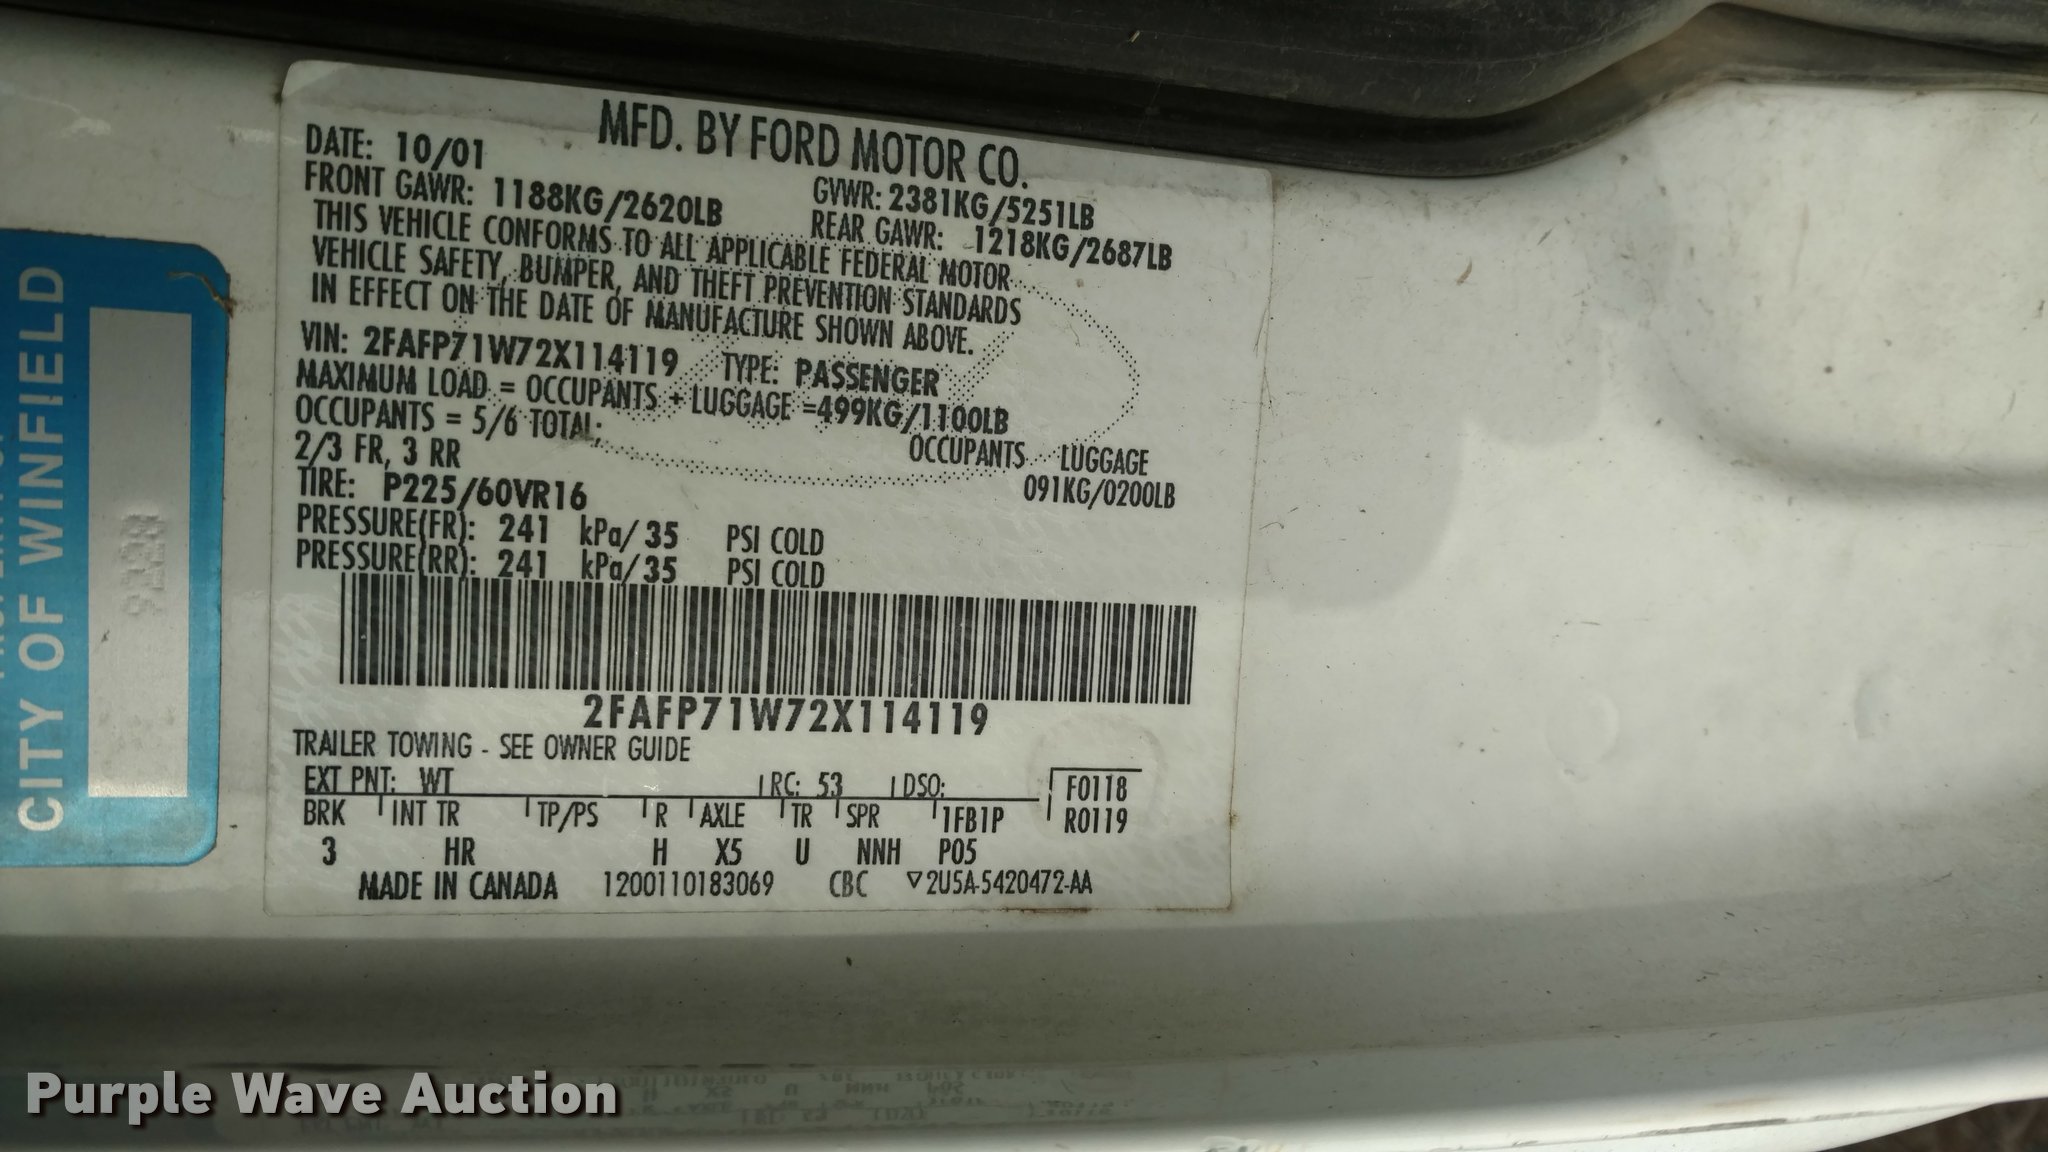 MFD. BY FORD MOTOR CO.
DATE: 10/01
GVWR: 2381KG/5251LB
FRONT GAWR: 1188KG/2620LB
REAR GAWR: 1218KG/2687LB
THIS VEHICLE CONFORMS TO ALL APPLICABLE FEDERAL MOTOR
VEHICLE SAFETY, BUMPER, AND THEFT PREVENTION STANDARDS
IN EFFECT ON THE DATE OF MANUFACTURE SHOWN ABOVE.
VIN: 2FAFP71W72X114119 TYPE: PASSENGER
MAXIMUM LOAD = OCCUPANTS + LUGGAGE =499KG/1100LB
OCCUPANTS = 5/6 TOTAL;
2/3 FR, 3 RR
OCCUPANTS LUGGAGE
091KG/0200LB
TIRE: P225/60VR16
PRESSURE(FR): 241 kPa/ 35 PSI COLD
PRESSURE(RR): 241 kPa/ 35 PSI COLD
2FAFP71W72X114119
TRAILER TOWING - SEE OWNER GUIDE
EXT PNT: WT RC: 53 DSO: F0118
BRK INT TR TP/PS R AXLE TR SPR 1FB1P R0119
3 HR H X5 U NNH P05
MADE IN CANADA 1200110183069 CBC ▽2U5A-5420472-AA
CITY OF WINFIELD
9228
Purple Wave Auction